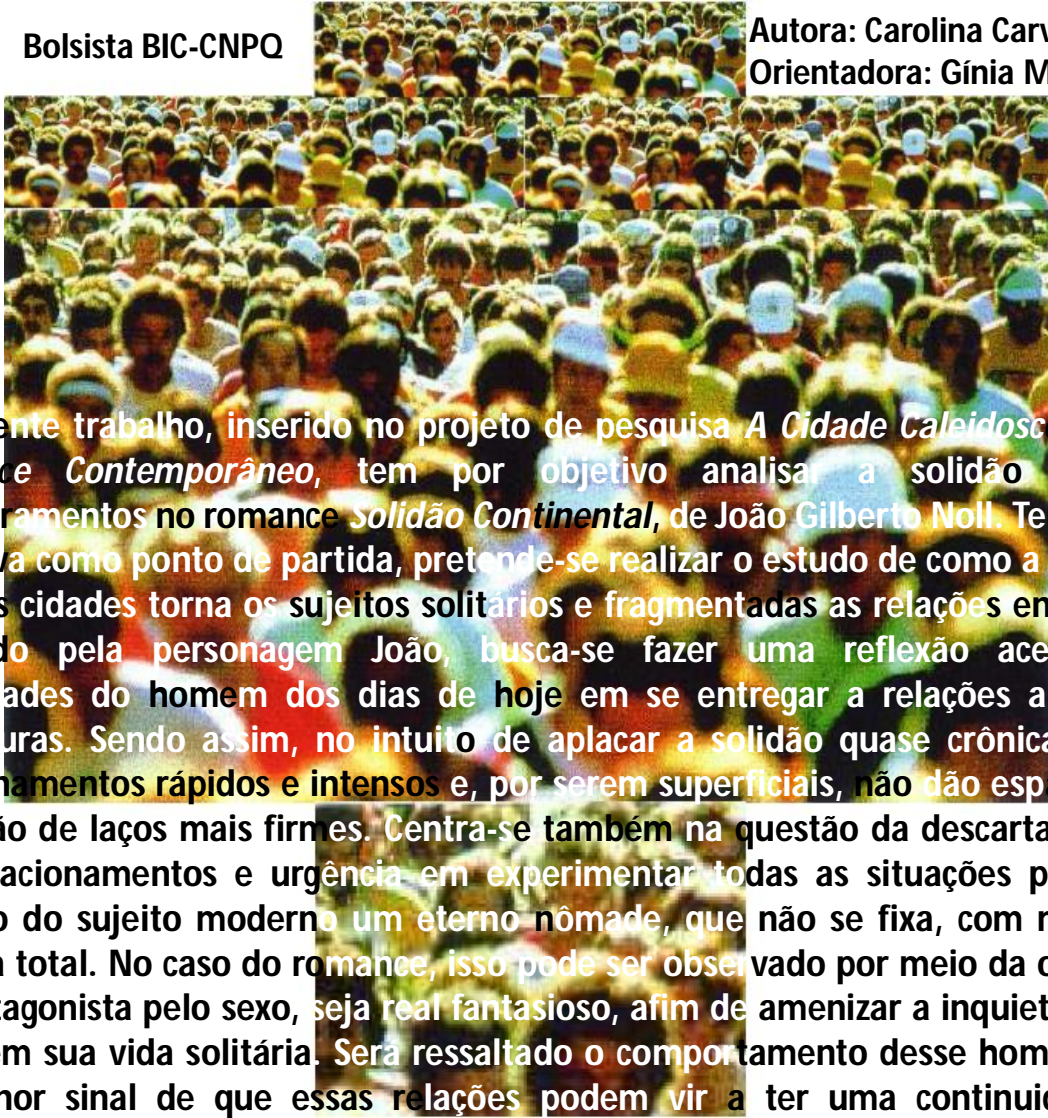 Bolsista BIC-CNPQ
Autora: Carolina Carv
Orientadora: Gínia M
ente trabalho, inserido no projeto de pesquisa A Cidade Caleidosc
ce Contemporâneo, tem por objetivo analisar a solidão
ramentos no romance Solidão Continental, de João Gilberto Noll. Te
va como ponto de partida, pretende-se realizar o estudo de como a
s cidades torna os sujeitos solitários e fragmentadas as relações en
do pela personagem João, busca-se fazer uma reflexão ace
ades do homem dos dias de hoje em se entregar a relações a
uras. Sendo assim, no intuito de aplacar a solidão quase crônica
namentos rápidos e intensos e, por serem superficiais, não dão esp
ão de laços mais firmes. Centra-se também na questão da descarta
acionamentos e urgência em experimentar todas as situações p
o do sujeito moderno um eterno nômade, que não se fixa, com r
a total. No caso do romance, isso pode ser observado por meio da c
tagonista pelo sexo, seja real fantasioso, afim de amenizar a inquiet
em sua vida solitária. Será ressaltado o comportamento desse hom
nor sinal de que essas relações podem vir a ter uma continuid